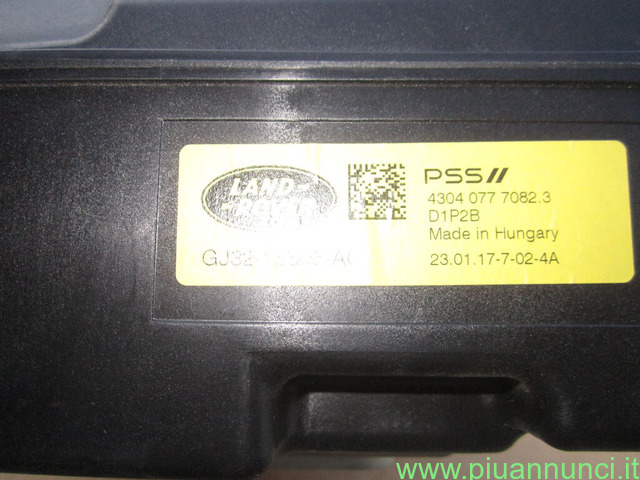 LAND-
ROVER
PSS
4304 077 7082.3
D1P2B
Made in Hungary
23.01.17-7-02-4A
www.piuannunci.it